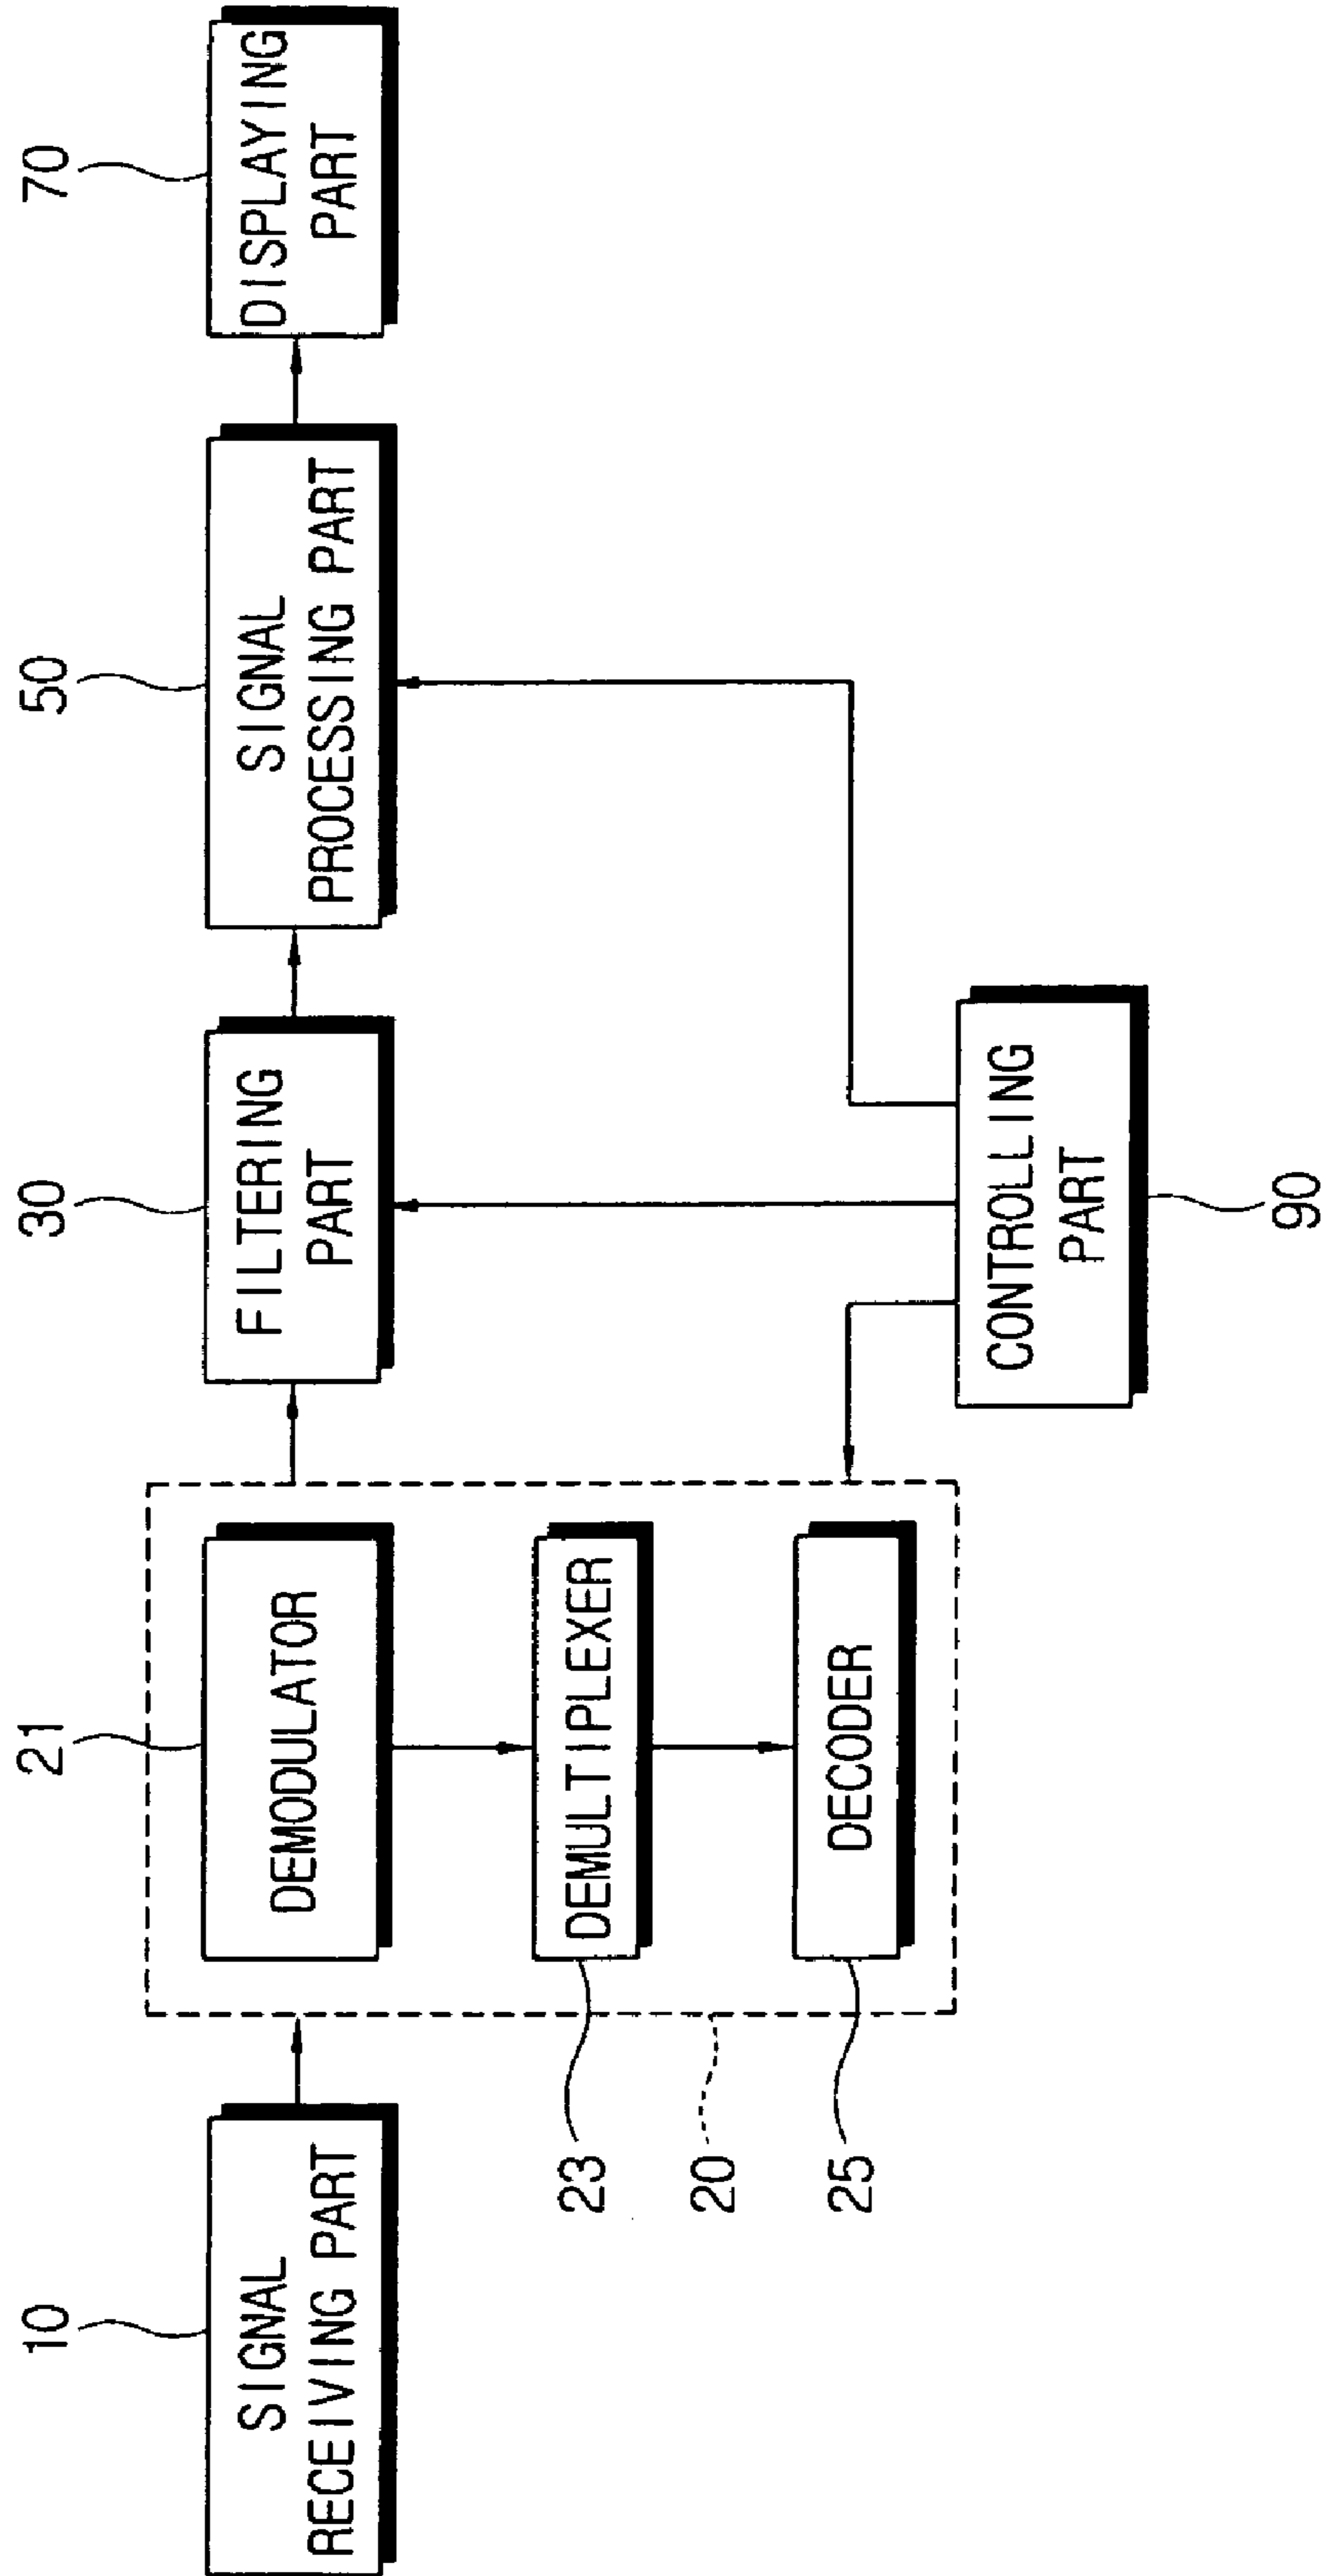 10
SIGNAL
RECEIVING PART
21
DEMODULATOR
23
DEMULTIPLEXER
20
25
DECODER
30
FILTERING
PART
50
SIGNAL
PROCESSING PART
70
DISPLAYING
PART
CONTROLLING
PART
90